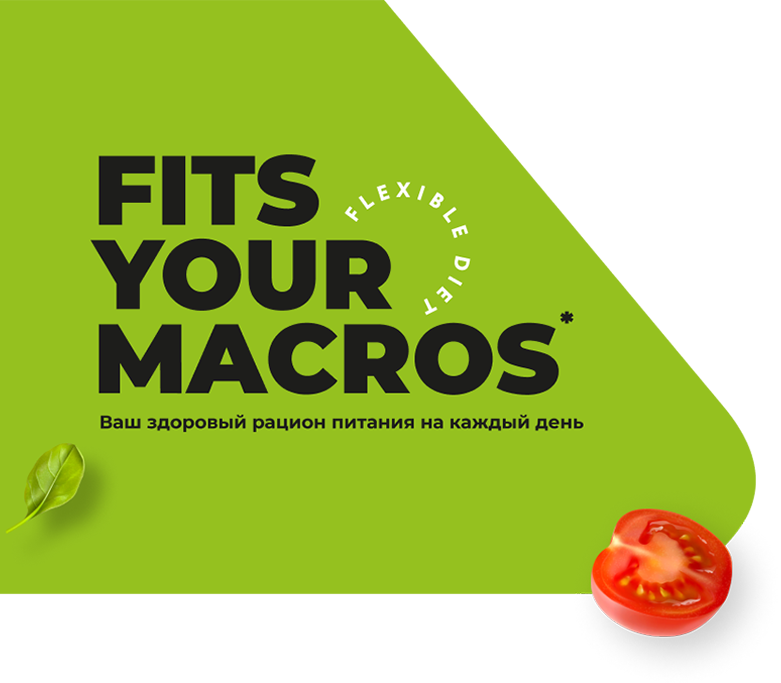 FITS
YOUR
MACROS*
FLEXIBLE DIET
Ваш здоровый рацион питания на каждый день